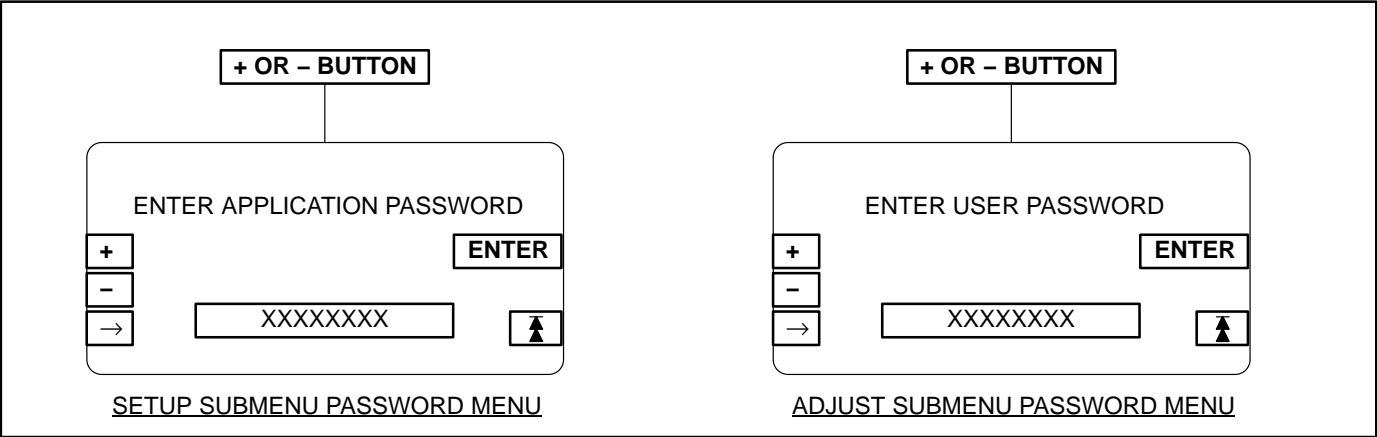 + OR – BUTTON
ENTER APPLICATION PASSWORD
+
ENTER
–
→
XXXXXXXX
SETUP SUBMENU PASSWORD MENU
+ OR – BUTTON
ENTER USER PASSWORD
+
ENTER
–
→
XXXXXXXX
ADJUST SUBMENU PASSWORD MENU